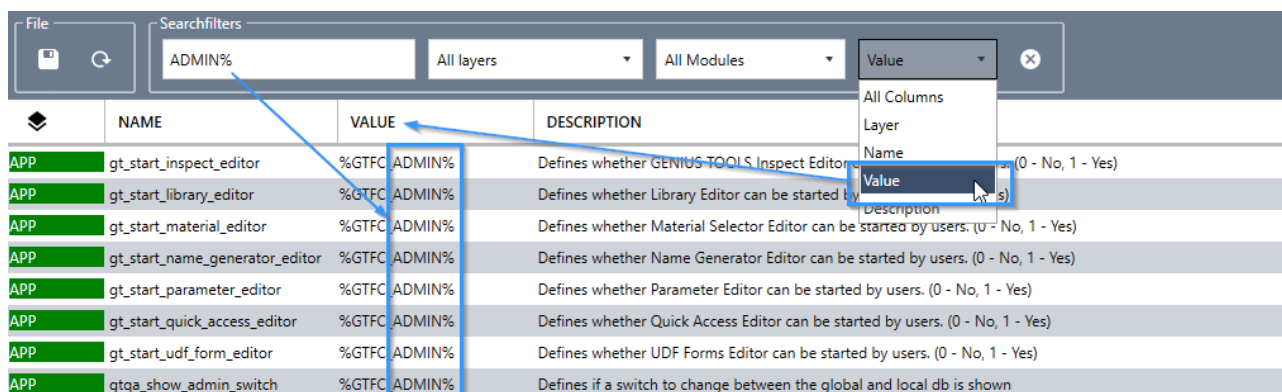 File
Searchfilters
ADMIN%
All layers
All Modules
Value
All Columns
Layer
Name
Value
Description
NAME
VALUE
DESCRIPTION
APP gt_start_inspect_editor %GTFC_ADMIN% Defines whether GENIUS TOOLS Inspect Editor s. (0 - No, 1 - Yes)
APP gt_start_library_editor %GTFC_ADMIN% Defines whether Library Editor can be started by s)
APP gt_start_material_editor %GTFC_ADMIN% Defines whether Material Selector Editor can be started by users. (0 - No, 1 - Yes)
APP gt_start_name_generator_editor %GTFC_ADMIN% Defines whether Name Generator Editor can be started by users. (0 - No, 1 - Yes)
APP gt_start_parameter_editor %GTFC_ADMIN% Defines whether Parameter Editor can be started by users. (0 - No, 1 - Yes)
APP gt_start_quick_access_editor %GTFC_ADMIN% Defines whether Quick Access Editor can be started by users. (0 - No, 1 - Yes)
APP gt_start_udf_form_editor %GTFC_ADMIN% Defines whether UDF Forms Editor can be started by users. (0 - No, 1 - Yes)
APP gtqa_show_admin_switch %GTFC_ADMIN% Defines if a switch to change between the global and local db is shown